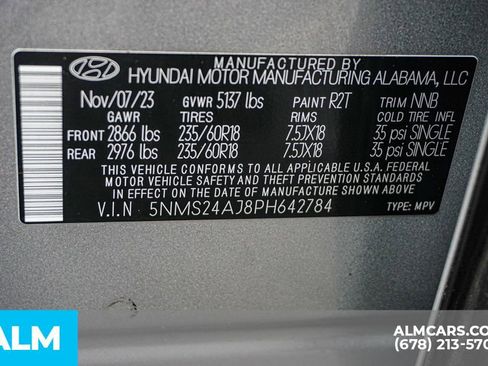 MANUFACTURED BY
HYUNDAI MOTOR MANUFACTURING ALABAMA, LLC
Nov/07/23 GVWR 5137 lbs PAINT R2T TRIM NNB
GAWR TIRES RIMS COLD TIRE INFL
FRONT 2866 lbs 235/60R18 7.5JX18 35 psi SINGLE
REAR 2976 lbs 235/60R18 7.5JX18 35 psi SINGLE
THIS VEHICLE CONFORMS TO ALL APPLICABLE U.S.A. FEDERAL
MOTOR VEHICLE SAFETY AND THEFT PREVENTION STANDARDS
IN EFFECT ON THE DATE OF MANUFACTURE SHOWN ABOVE.
V.I.N 5NMS24AJ8PH642784
TYPE: MPV
ALM
ALMCARS.CO
(678) 213-570